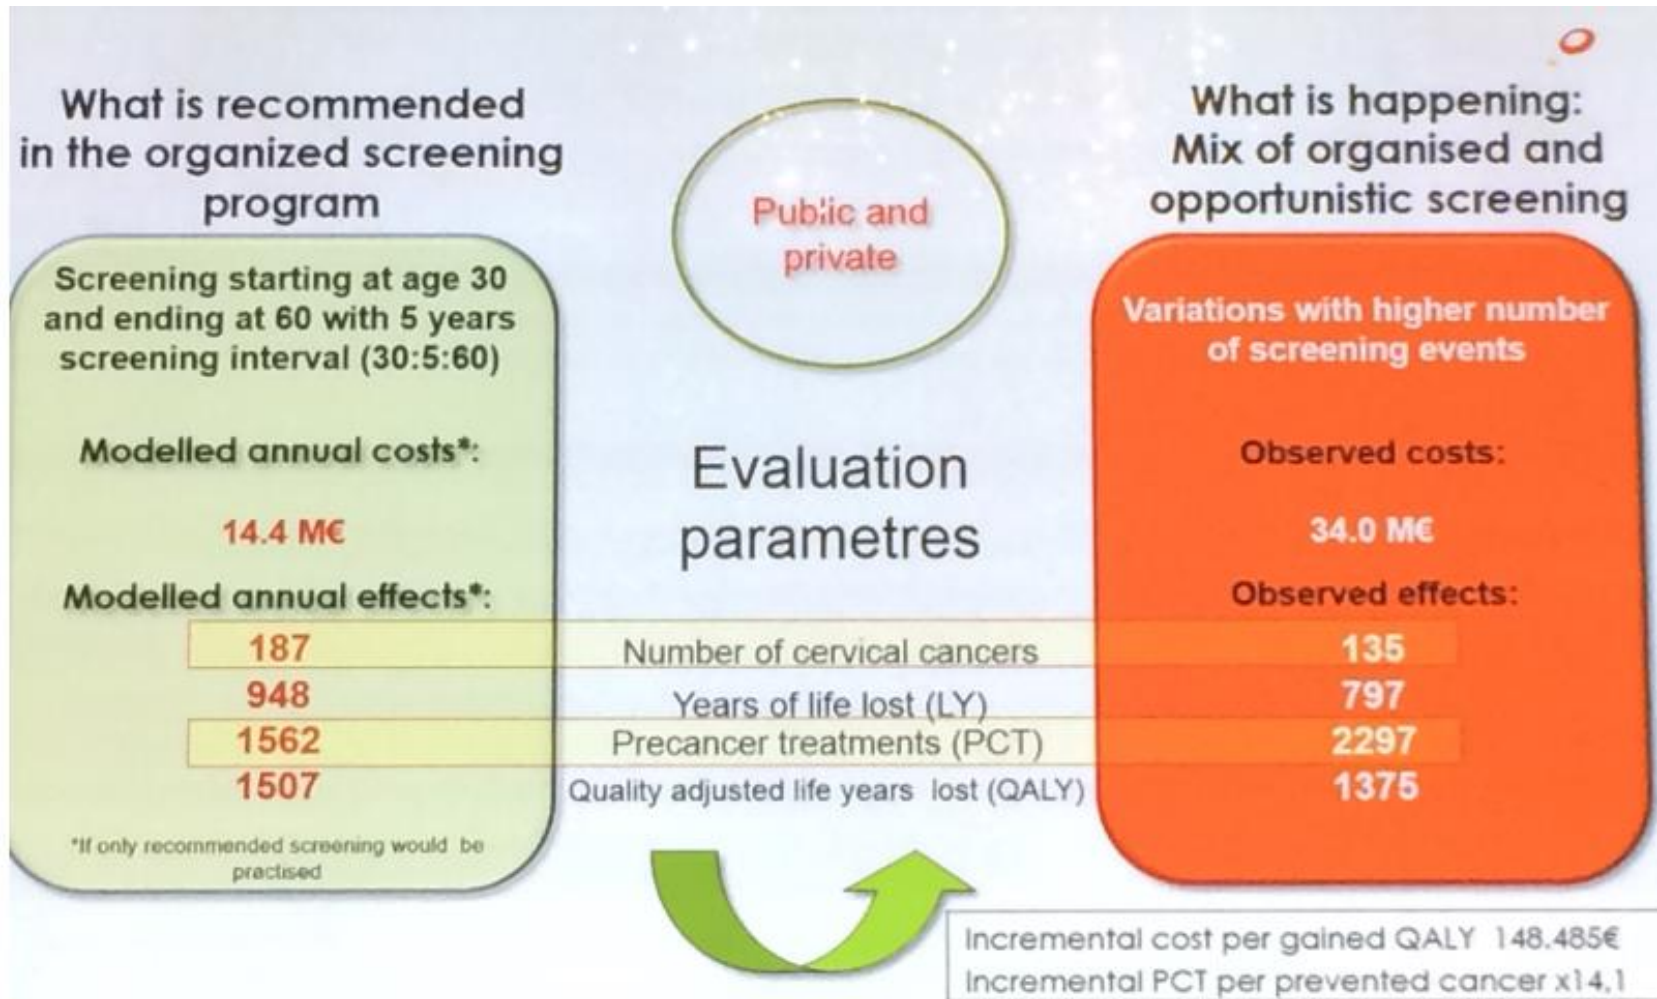 What is recommended
in the organized screening
program
Screening starting at age 30
and ending at 60 with 5 years
screening interval (30:5:60)
Modelled annual costs*:
14.4 M€
Modelled annual effects*:
187
948
1562
1507
*If only recommended screening would be
practised
Public and
private
Evaluation
parametres
Number of cervical cancers
Years of life lost (LY)
Precancer treatments (PCT)
Quality adjusted life years lost (QALY)
What is happening:
Mix of organised and
opportunistic screening
Variations with higher number
of screening events
Observed costs:
34.0 M€
Observed effects:
135
797
2297
1375
Incremental cost per gained QALY 148.485€
Incremental PCT per prevented cancer x14,1